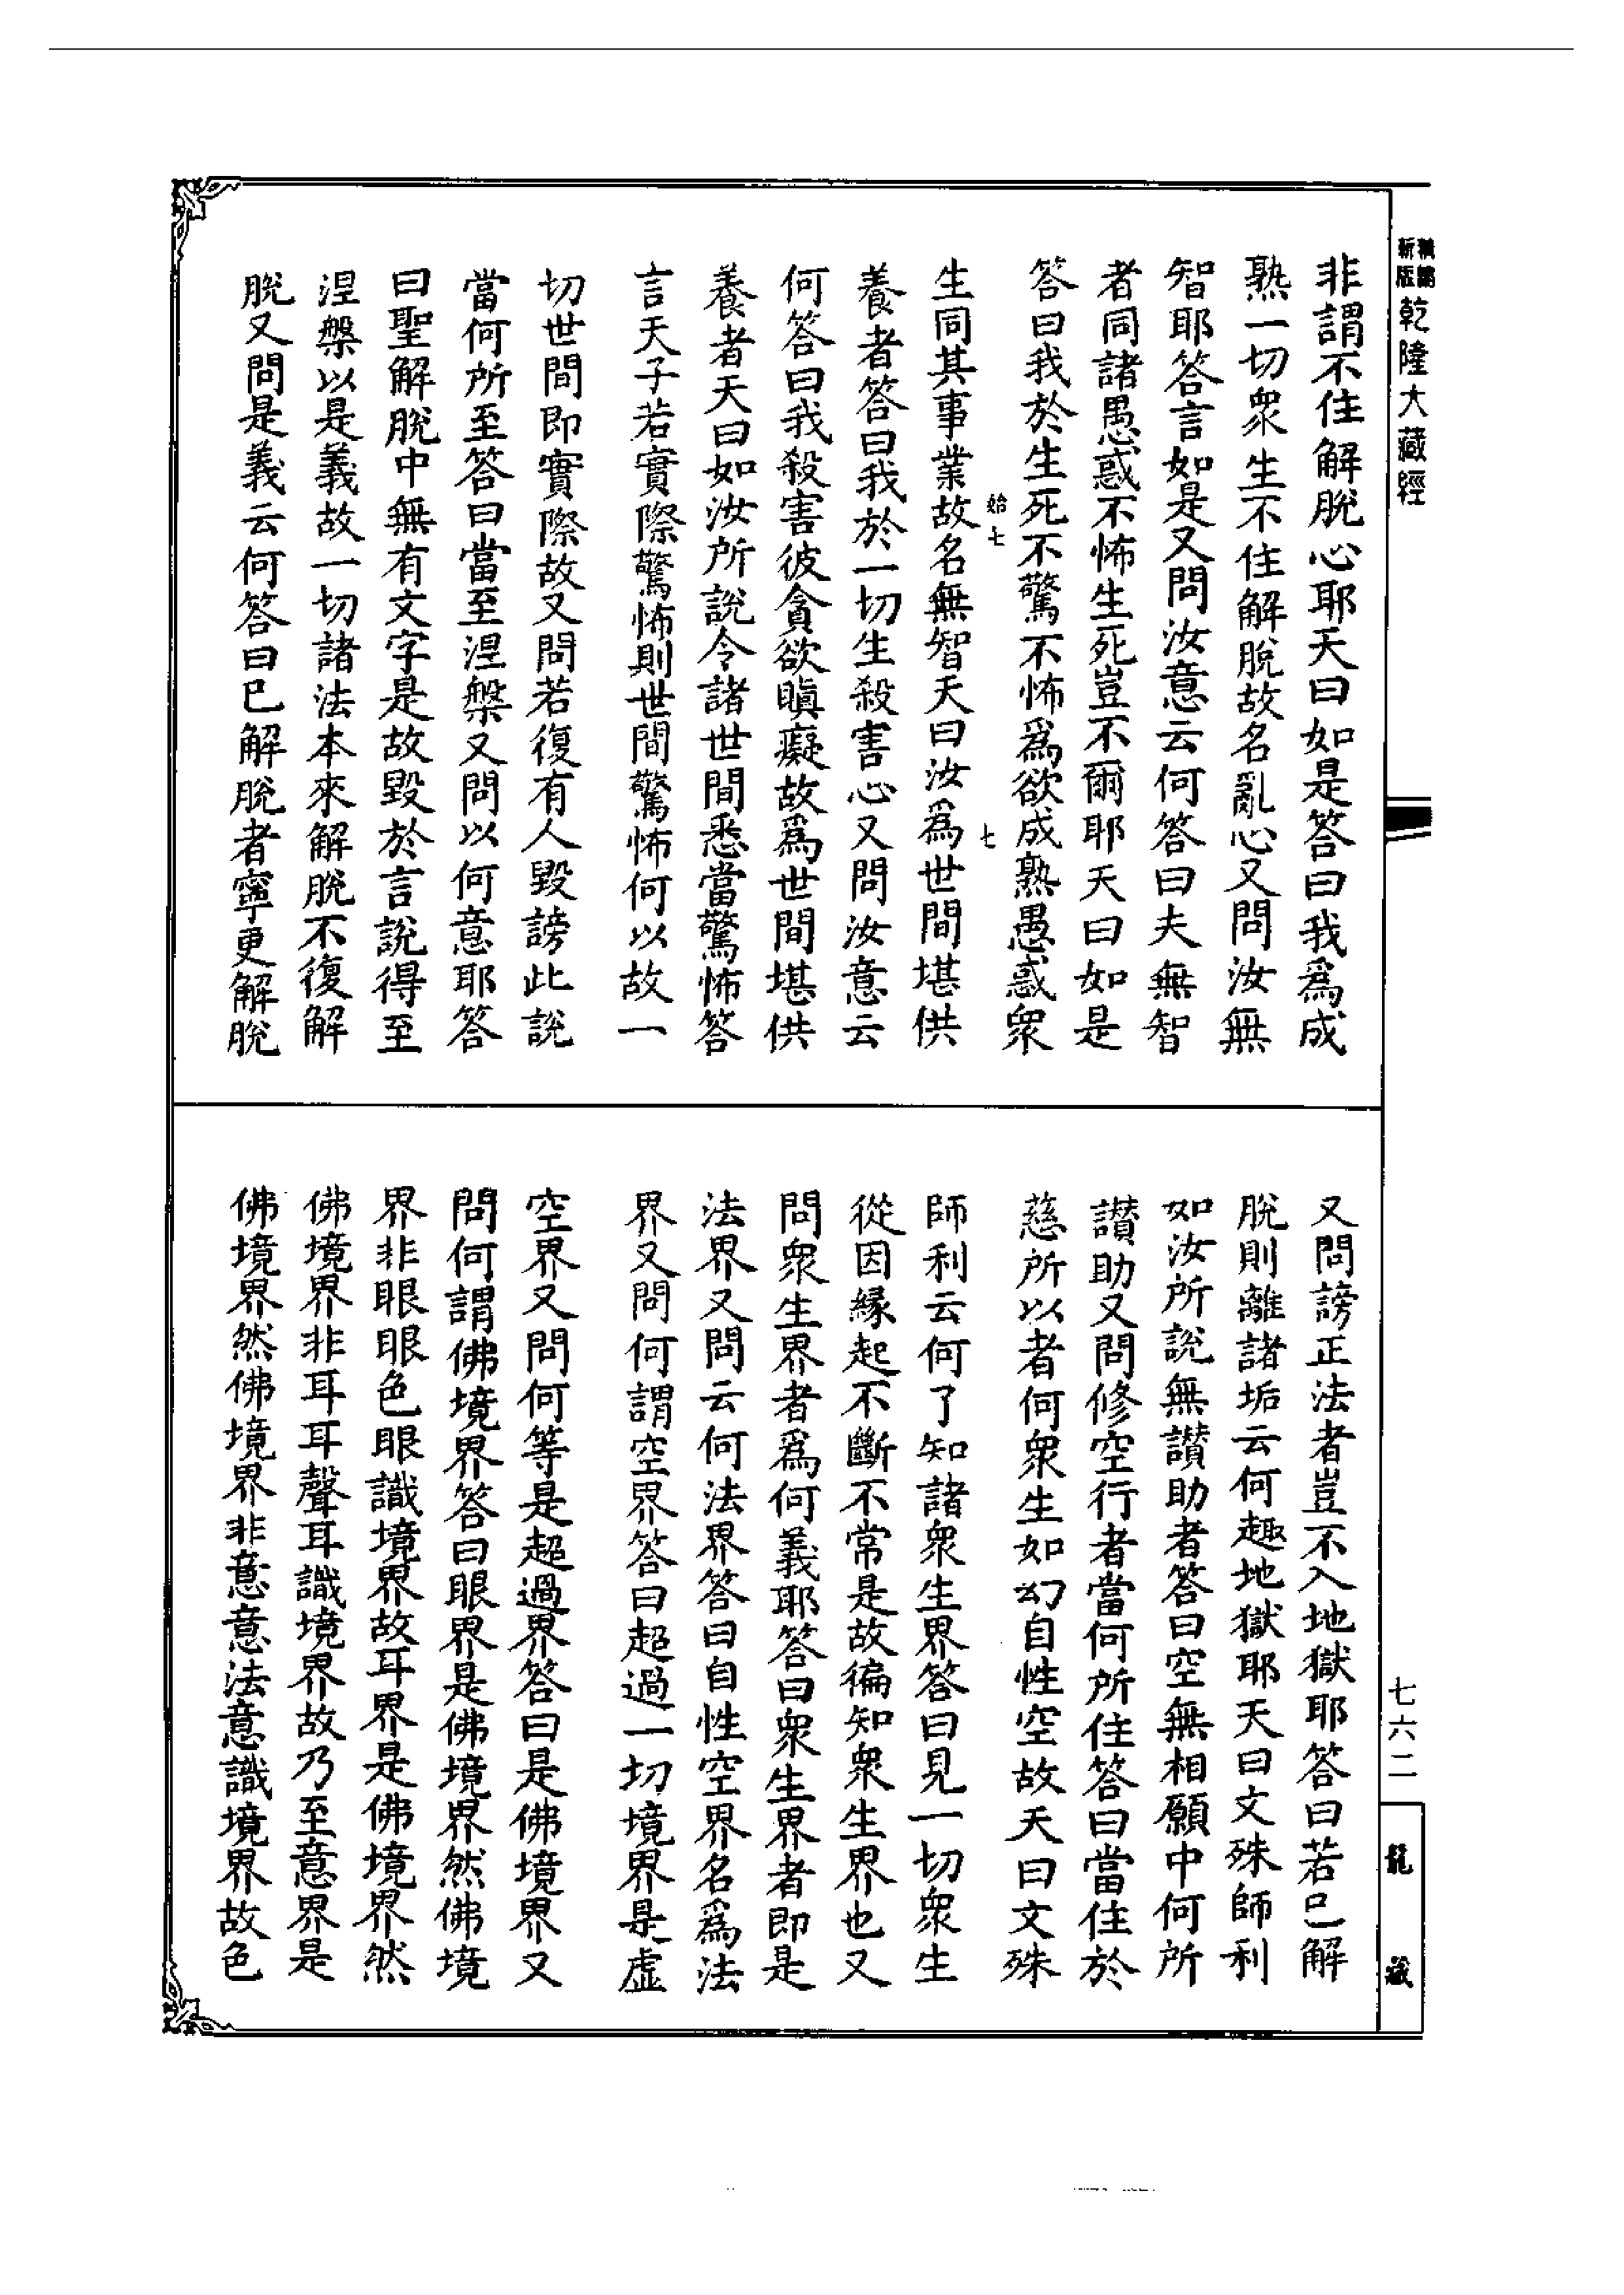 精編新版
乾隆大藏經
非謂不住解脫心耶天曰如是答曰我爲成
熟一切衆生不住解脫故名亂心又問汝無
智耶答言如是又問汝意云何答曰夫無智
者同諸愚惑不怖生死豈不爾耶天曰如是
答曰我於生死不驚不怖爲欲成熟愚惑衆
始七
七
生同其事業故名無智天曰汝爲世間堪供
養者答曰我於一切生殺害心又問汝意云
何答曰我殺害彼貪欲瞋癡故爲世間堪供
養者天曰如汝所說令諸世間悉當驚怖答
言天子若實際驚怖則世間驚怖何以故一
切世間即實際故又問若復有人毀謗此說
當何所至答曰當至涅槃又問以何意耶答
曰聖解脫中無有文字是故毀於言說得至
涅槃以是義故一切諸法本來解脫不復解
脫又問是義云何答曰已解脫者寧更解脫
又問謗正法者豈不入地獄耶答曰若已解
脫則離諸垢云何趣地獄耶天曰文殊師利
如汝所說無讃助者答曰空無相願中何所
讃助又問修空行者當何所住答曰當住於
慈所以者何衆生如幻自性空故天曰文殊
師利云何了知諸衆生界答曰見一切衆生
從因緣起不斷不常是故徧知衆生界也又
問衆生界者爲何義耶答曰衆生界者即是
法界又問云何法界答曰自性空界名爲法
界又問何謂空界答曰超過一切境界是虛
空界又問何等是超過界答曰是佛境界又
問何謂佛境界答曰眼界是佛境界然佛境
界非眼眼色眼識境界故耳界是佛境界然
佛境界非耳耳聲耳識境界故乃至意界是
佛境界然佛境界非意意法意識境界故色
七六二
龍藏